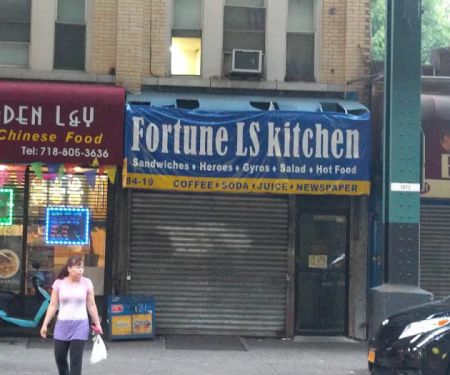 DEN L&Y
Chinese Food
Tel: 718-805-3636
Fortune LS kitchen
Sandwiches • Heroes • Gyros • Salad • Hot Food
84-19
COFFEE • SODA • JUICE • NEWSPAPER